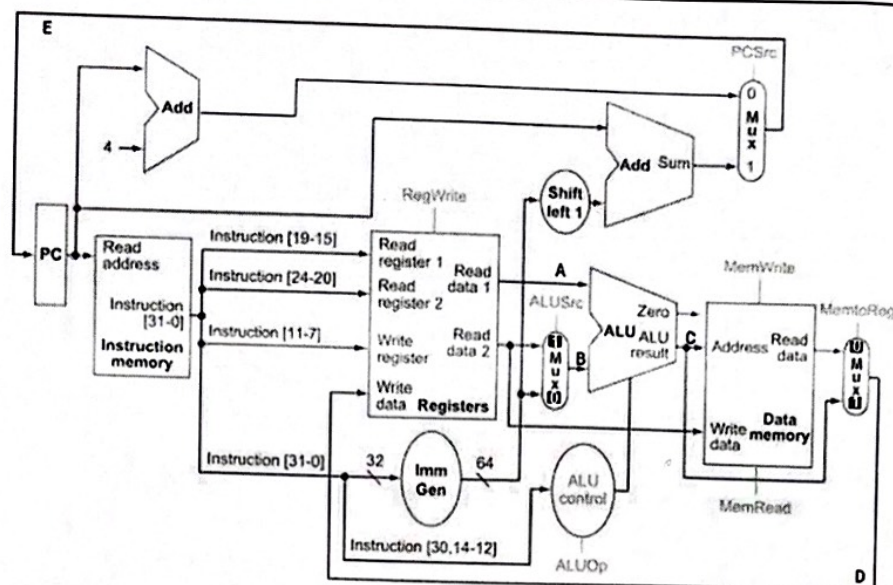 E
PCSrc
0
Mux
1
Add
4
Add Sum
Shift left 1
RegWrite
PC
Read address
Instruction [31-0]
Instruction memory
Instruction [19-15]
Instruction [24-20]
Instruction [11-7]
Read register 1
Read data 1
Read register 2
Write register
Read data 2
Write data
Registers
A
ALUSrc
Mux
B
Zero
ALU
ALU result
C
MemWrite
Address
Read data
Write data
Data memory
MemRead
MemtoReg
Mux
Instruction [31-0]
32
Imm Gen
64
ALU control
Instruction [30,14-12]
ALUOp
D